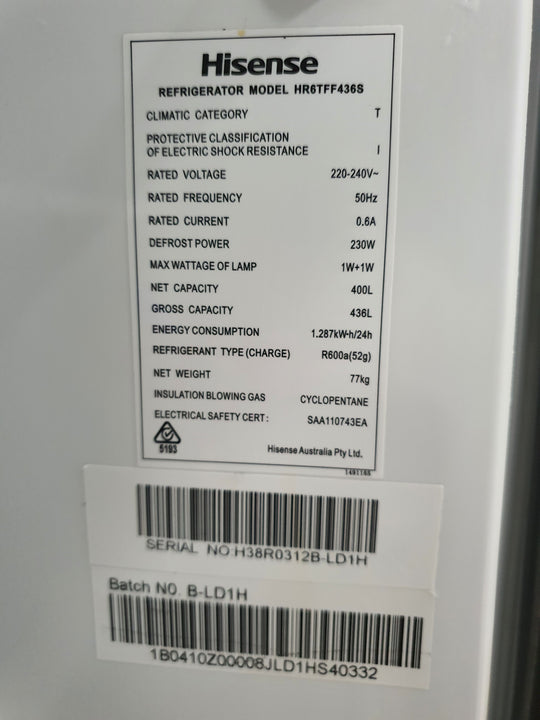 Hisense
REFRIGERATOR MODEL HR6TFF436S
CLIMATIC CATEGORY T
PROTECTIVE CLASSIFICATION
OF ELECTRIC SHOCK RESISTANCE I
RATED VOLTAGE 220-240V~
RATED FREQUENCY 50Hz
RATED CURRENT 0.6A
DEFROST POWER 230W
MAX WATTAGE OF LAMP 1W+1W
NET CAPACITY 400L
GROSS CAPACITY 436L
ENERGY CONSUMPTION 1.287kW·h/24h
REFRIGERANT TYPE (CHARGE) R600a(52g)
NET WEIGHT 77kg
INSULATION BLOWING GAS CYCLOPENTANE
ELECTRICAL SAFETY CERT: SAA110743EA
5193
Hisense Australia Pty Ltd.
1491165
SERIAL NO:H38R0312B-LD1H
Batch NO. B-LD1H
1B0410Z00008JLD1HS40332